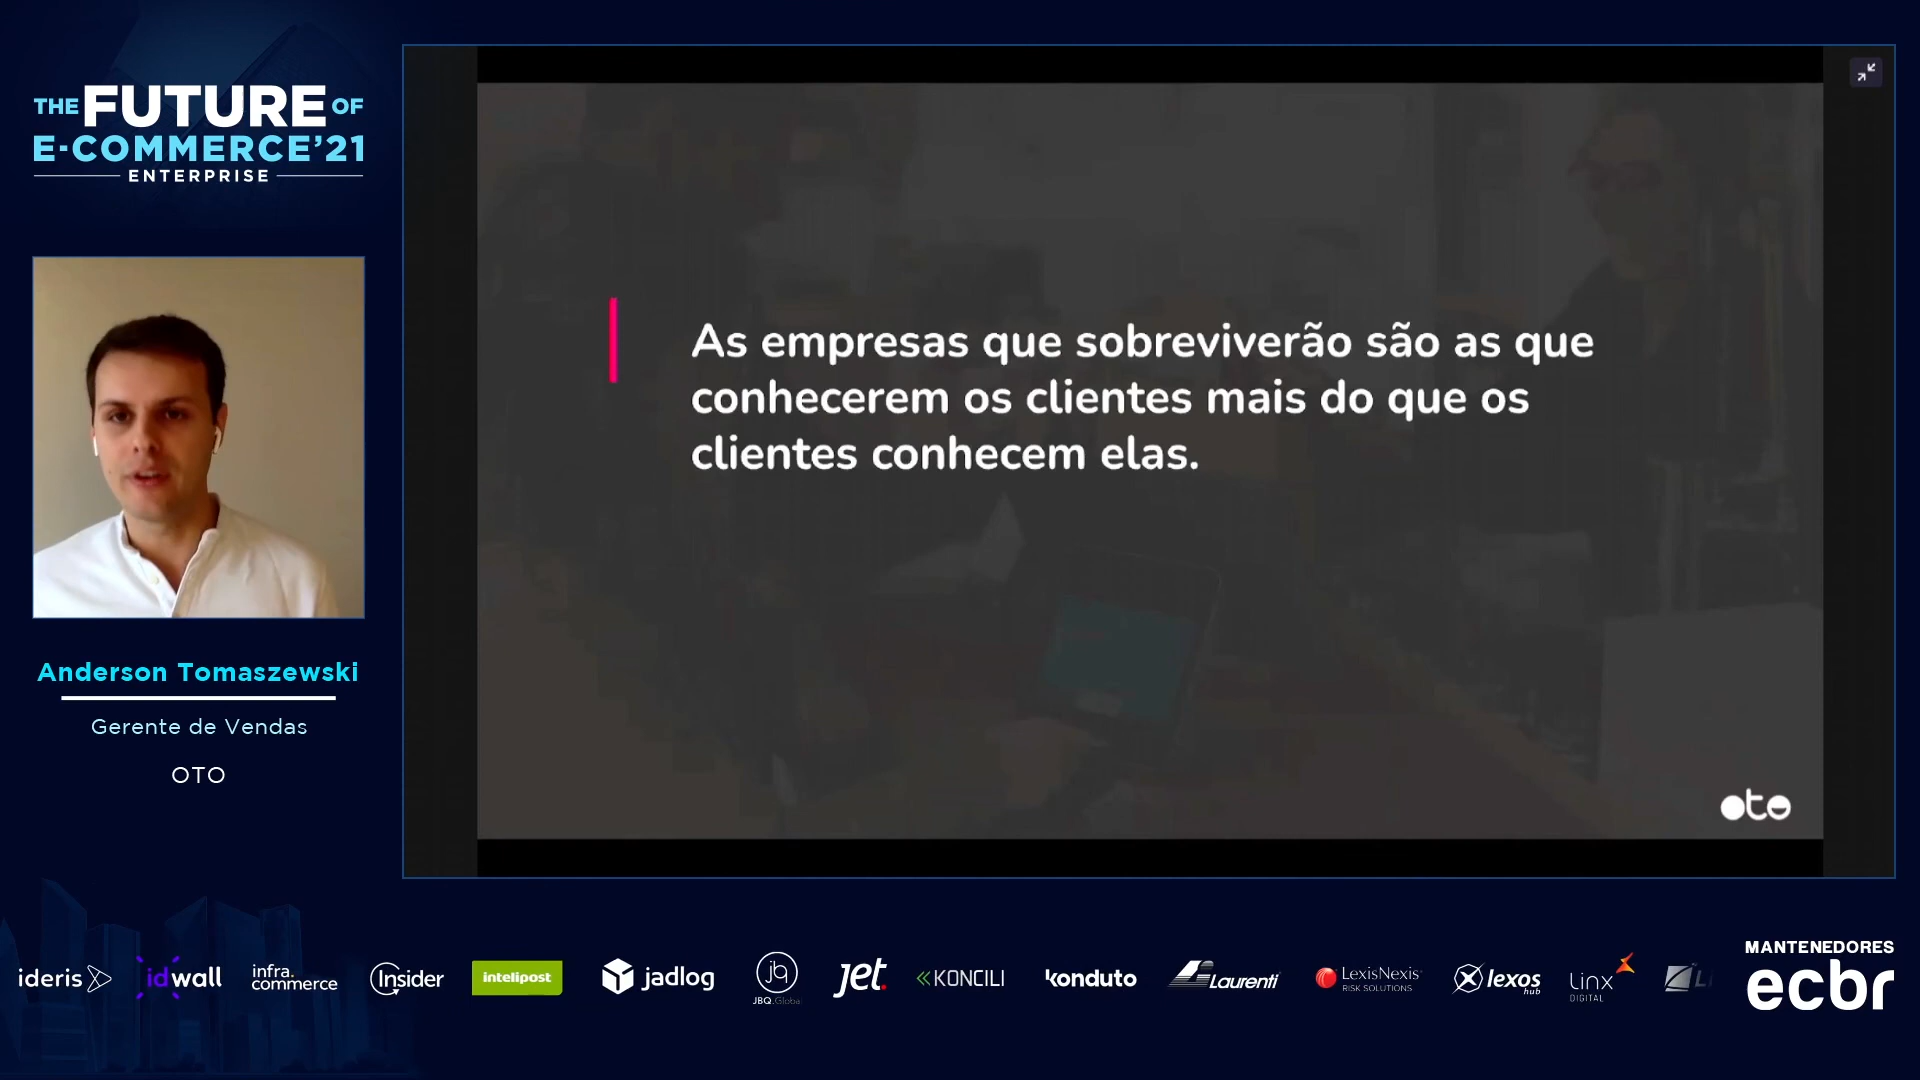 THE FUTURE OF
E-COMMERCE'21
ENTERPRISE
As empresas que sobreviverão são as que
conhecerem os clientes mais do que os
clientes conhecem elas.
oto
Anderson Tomaszewski
Gerente de Vendas
OTO
MANTENEDORES
ecbr
ideris
idwall
infra.
commerce
Insider
intelipost
jadlog
jq
JBQ.Global
jet.
KONCILI
konduto
Laurenti
LexisNexis
RISK SOLUTIONS
lexos
hub
linx
DIGITAL